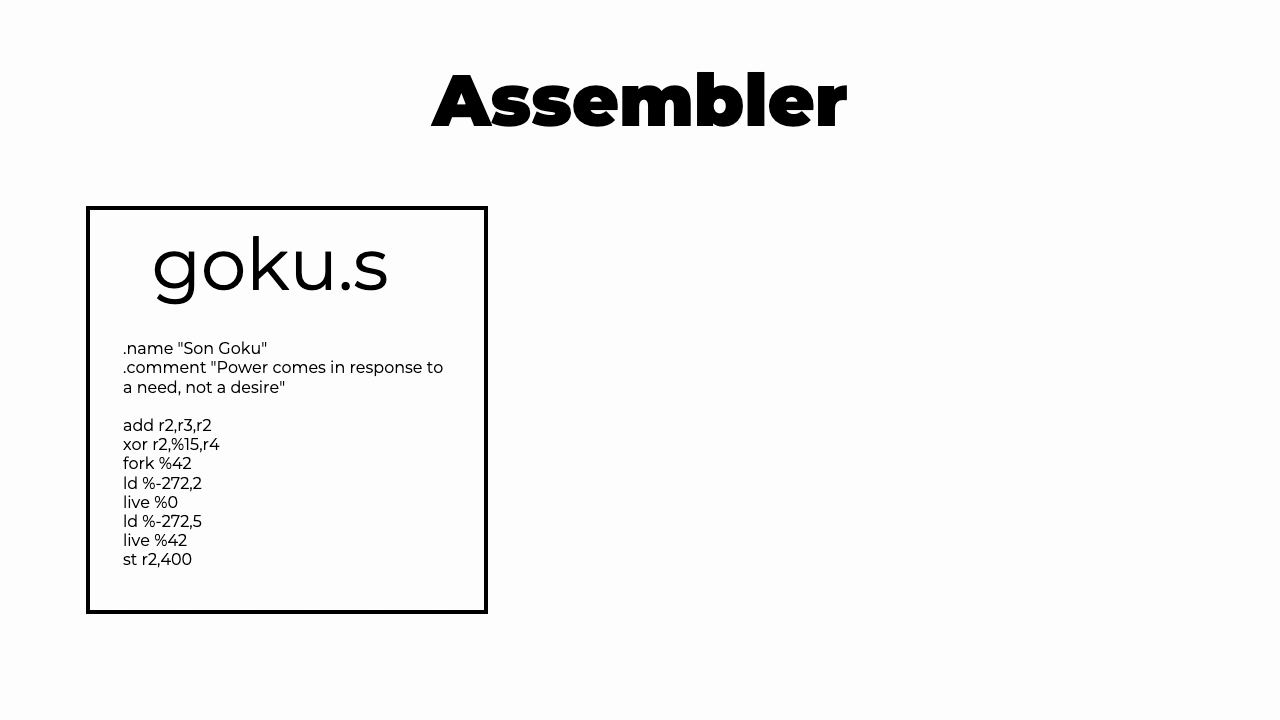 Assembler
goku.s
.name "Son Goku"
.comment "Power comes in response to
a need, not a desire"
add r2,r3,r2
xor r2,%15,r4
fork %42
ld %-272,2
live %0
ld %-272,5
live %42
st r2,400